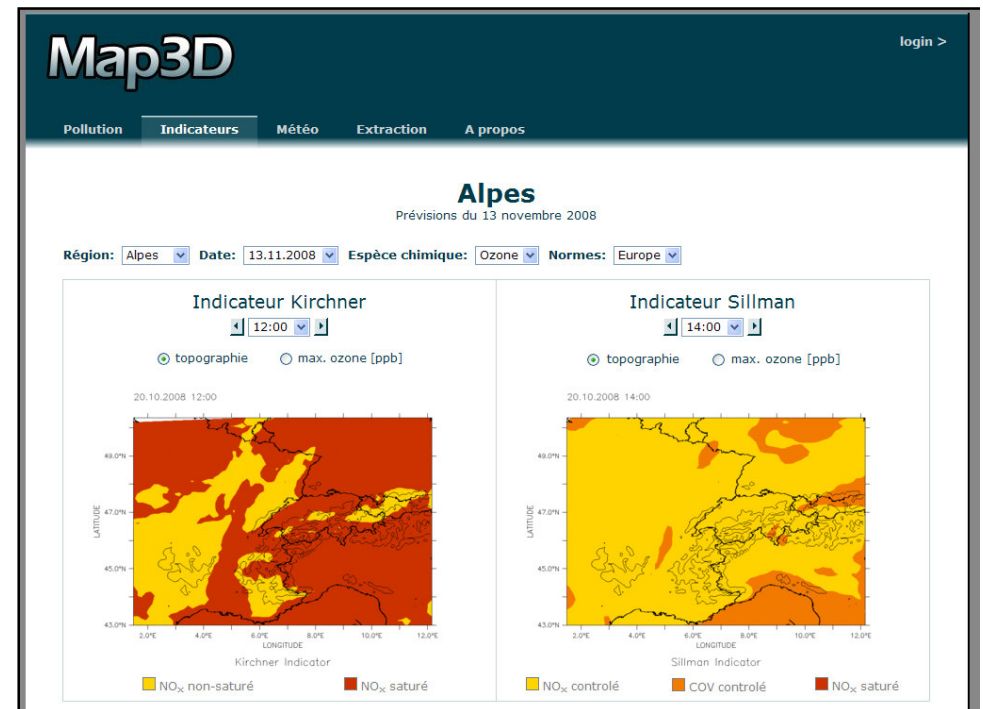 Map3D
login >
Pollution Indicateurs Météo Extraction A propos
Alpes
Prévisions du 13 novembre 2008
Région: Alpes Date: 13.11.2008 Espèce chimique: Ozone Normes: Europe
Indicateur Kirchner
12:00
topographie max. ozone [ppb]
20.10.2008 12:00
49.0°N
47.0°N
45.0°N
43.0°N
LATITUDE
2.0°E 4.0°E 6.0°E 8.0°E 10.0°E 12.0°E
LONGITUDE
Kirchner Indicator
NOₓ non-saturé NOₓ saturé
Indicateur Sillman
14:00
topographie max. ozone [ppb]
20.10.2008 14:00
49.0°N
47.0°N
45.0°N
43.0°N
LATITUDE
2.0°E 4.0°E 6.0°E 8.0°E 10.0°E 12.0°E
LONGITUDE
Sillman Indicator
NOₓ controlé COV controlé NOₓ saturé